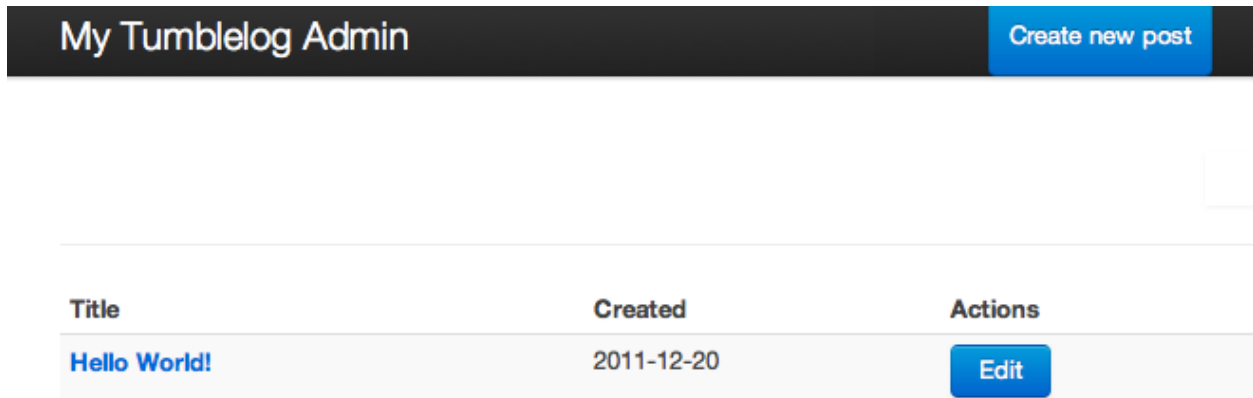 My Tumblelog Admin Create new post
Title Created Actions
Hello World! 2011-12-20 Edit